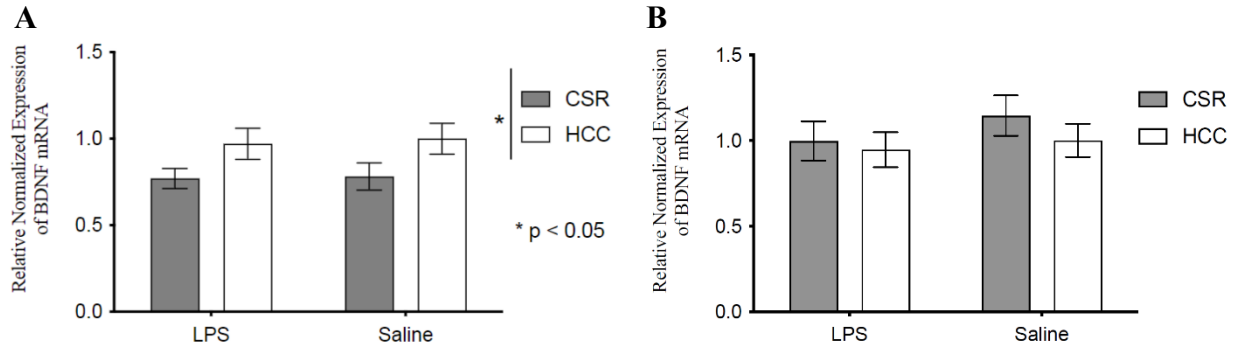 A
Relative Normalized Expression
of BDNF mRNA
1.5
1.0
0.5
0.0
LPS
Saline
*
CSR
HCC
* p < 0.05
B
Relative Normalized Expression
of BDNF mRNA
1.5
1.0
0.5
0.0
LPS
Saline
CSR
HCC